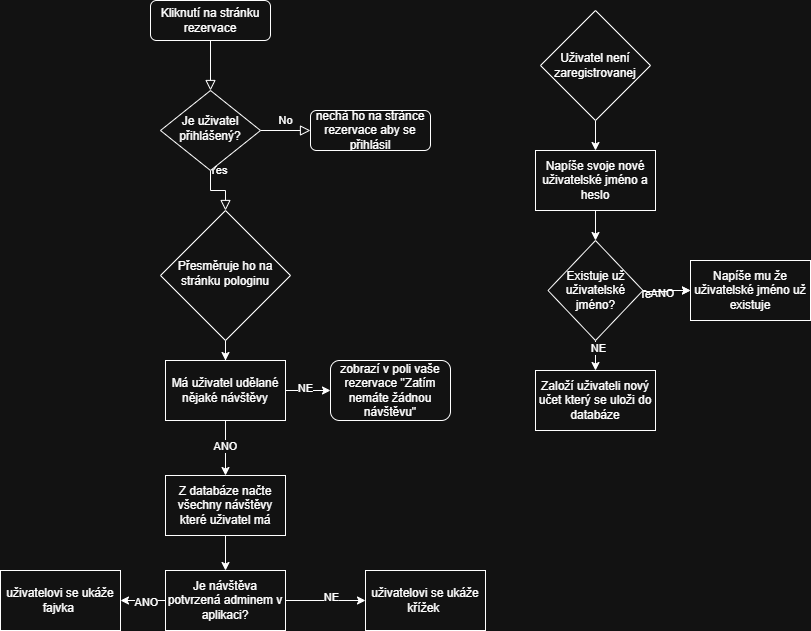 Kliknutí na stránku
rezervace
Je uživatel
přihlášený?
No
nechá ho na stránce
rezervace aby se
přihlásil
Yes
Přesměruje ho na
stránku pologinu
Má uživatel udělané
nějaké návštěvy
NE
zobrazí v poli vaše
rezervace "Zatím
nemáte žádnou
návštěvu"
ANO
Z databáze načte
všechny návštěvy
které uživatel má
Je návštěva
potvrzená adminem v
aplikaci?
ANO
uživatelovi se ukáže
fajvka
NE
uživatelovi se ukáže
křížek
Uživatel není
zaregistrovanej
Napíše svoje nové
uživatelské jméno a
heslo
Existuje už
uživatelské
jméno?
ANO
Napíše mu že
uživatelské jméno už
existuje
NE
Založí uživateli nový
učet který se uloži do
databáze